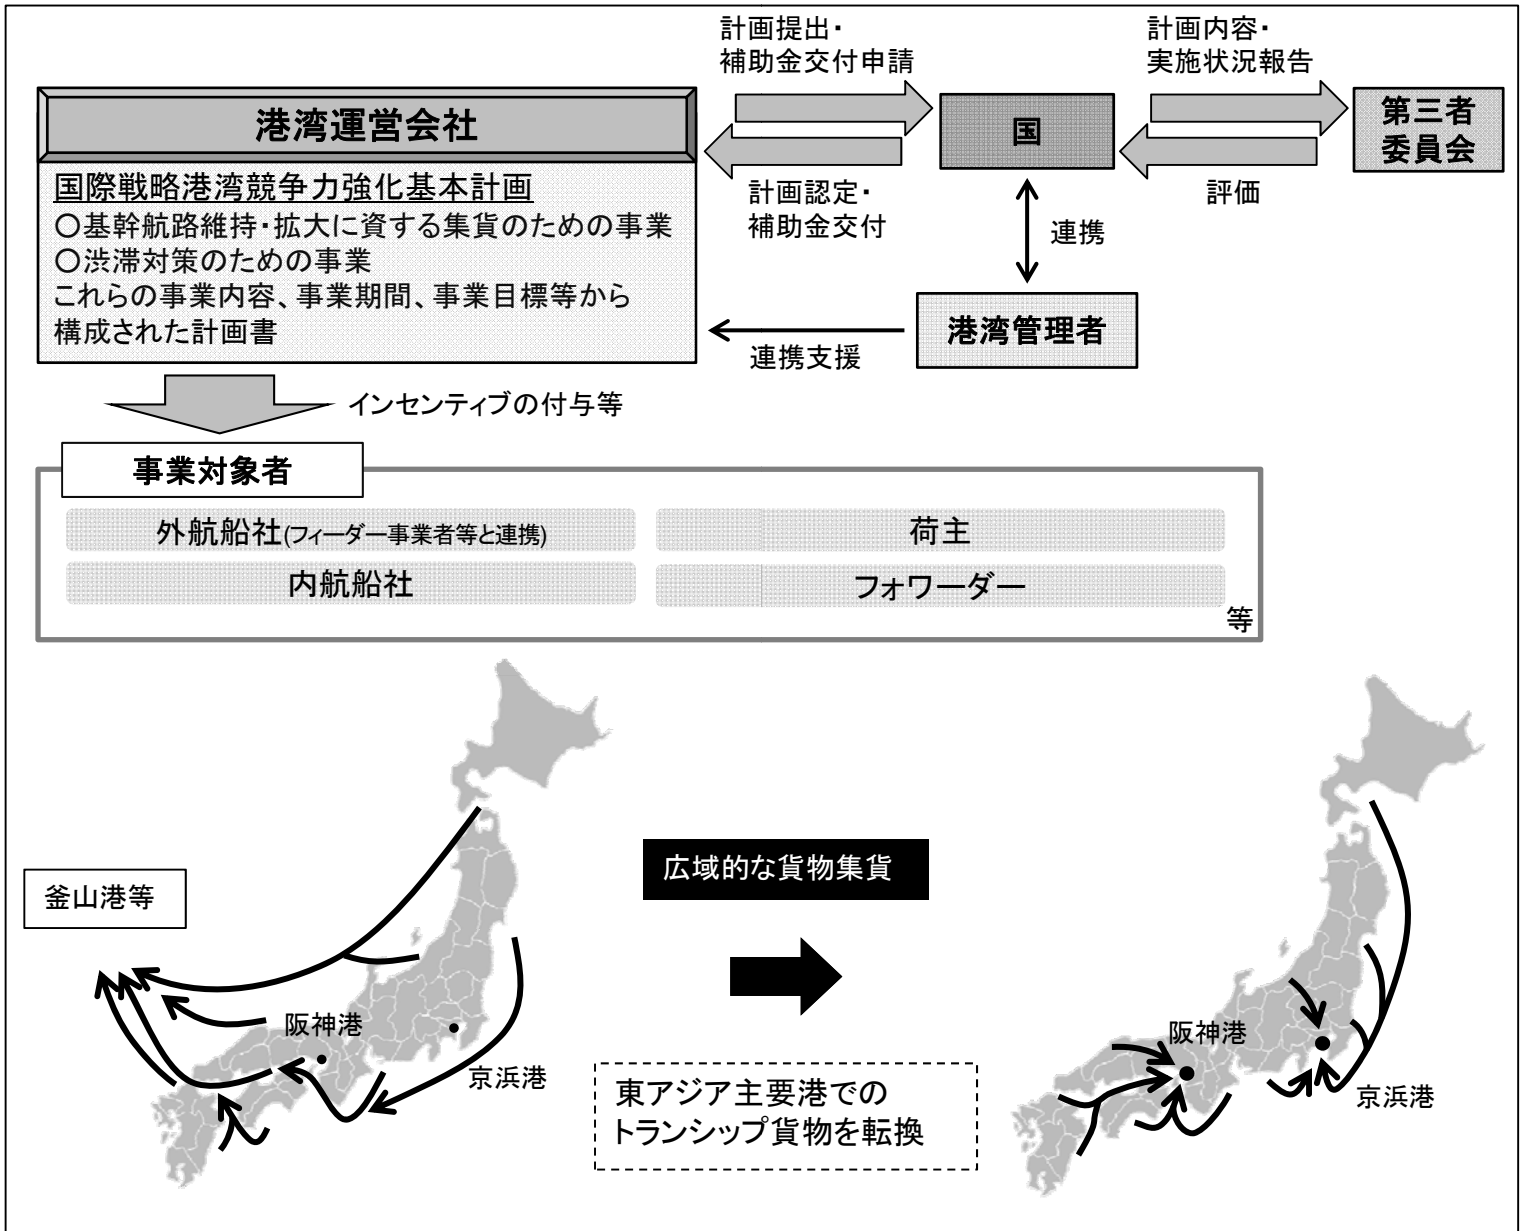 計画提出・
補助金交付申請
計画内容・
実施状況報告
港湾運営会社
国
第三者
委員会
国際戦略港湾競争力強化基本計画
○基幹航路維持・拡大に資する集貨のための事業
○渋滞対策のための事業
これらの事業内容、事業期間、事業目標等から
構成された計画書
計画認定・
補助金交付
評価
連携
港湾管理者
連携支援
インセンティブの付与等
事業対象者
外航船社(フィーダー事業者等と連携)
荷主
内航船社
フォワーダー
等
釜山港等
阪神港
京浜港
広域的な貨物集貨
東アジア主要港での
トランシップ貨物を転換
阪神港
京浜港